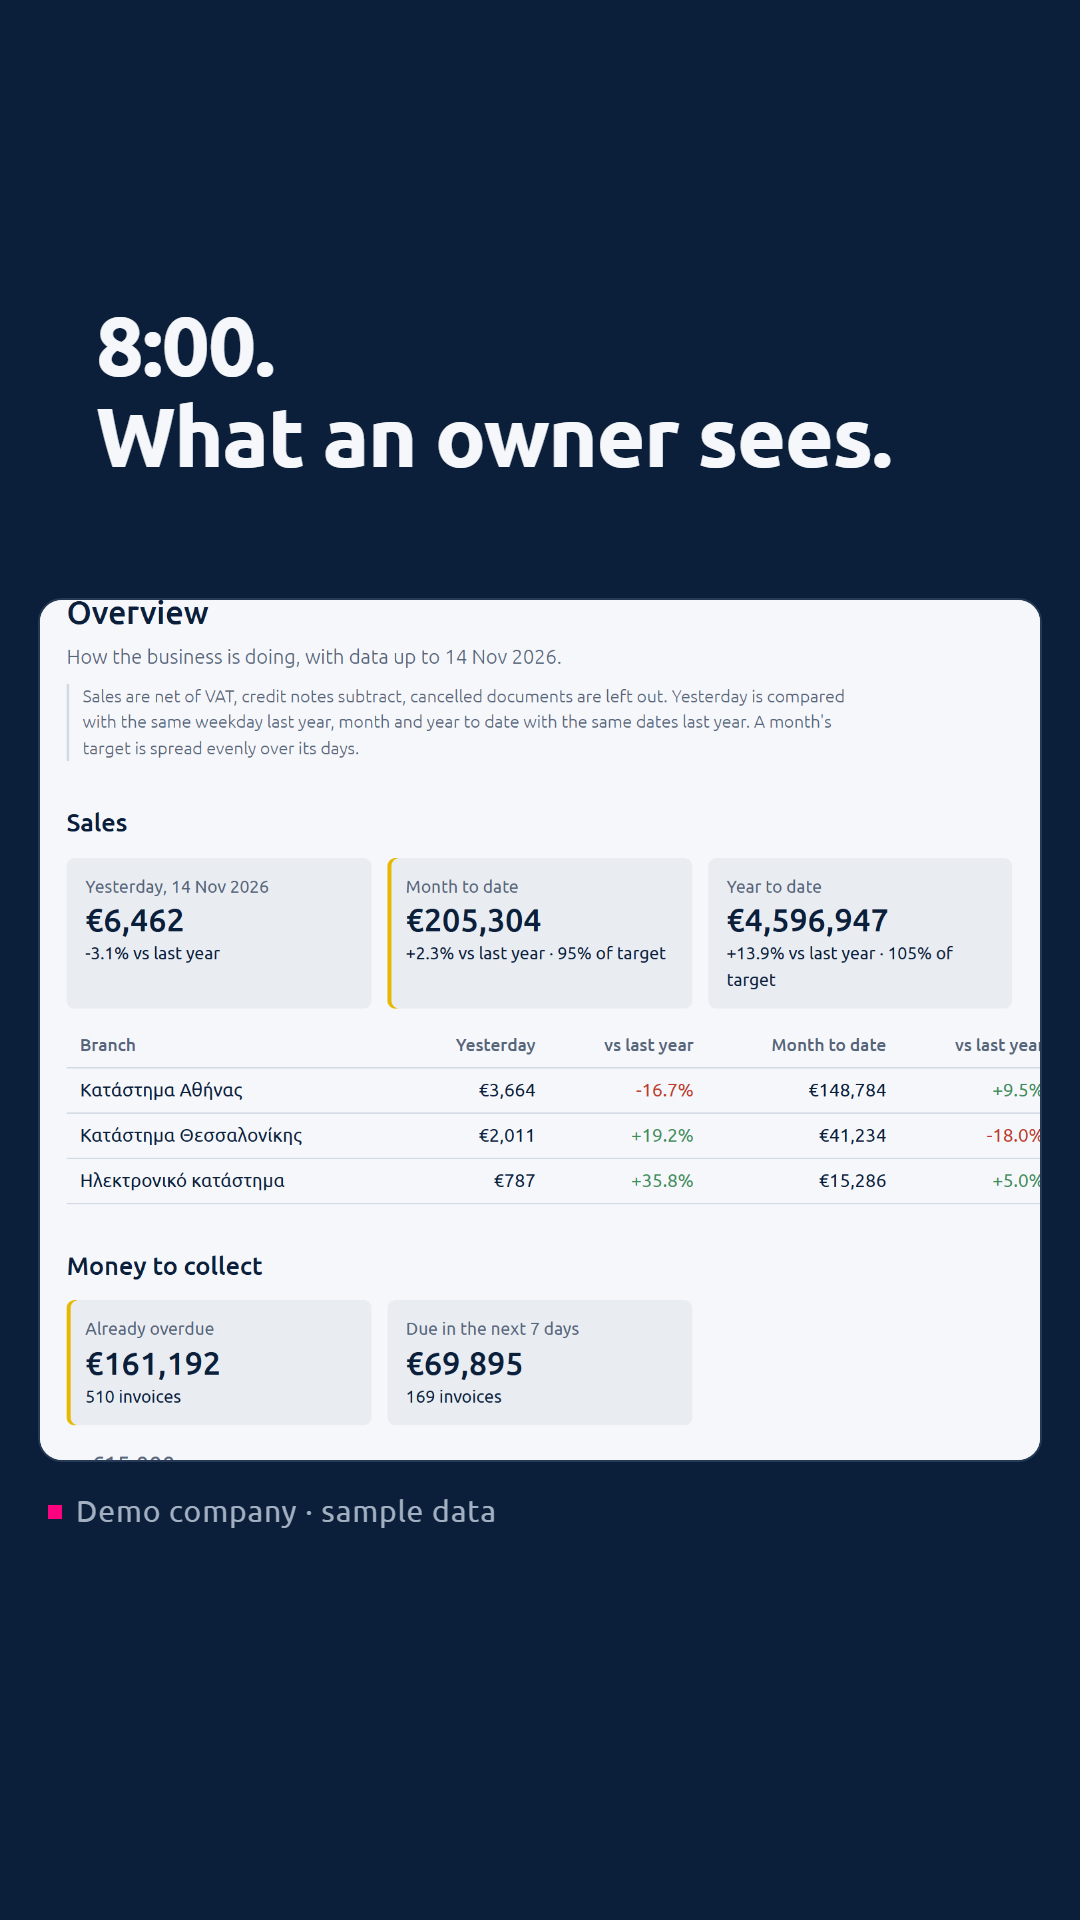 8:00.
What an owner sees.
Overview
How the business is doing, with data up to 14 Nov 2026.
Sales are net of VAT, credit notes subtract, cancelled documents are left out. Yesterday is compared
with the same weekday last year, month and year to date with the same dates last year. A month's
target is spread evenly over its days.
Sales
Yesterday, 14 Nov 2026 Month to date Year to date
€6,462 €205,304 €4,596,947
-3.1% vs last year +2.3% vs last year · 95% of target +13.9% vs last year · 105% of
target
Branch Yesterday vs last year Month to date vs last year
Κατάστημα Αθήνας €3,664 -16.7% €148,784 +9.5%
Κατάστημα Θεσσαλονίκης €2,011 +19.2% €41,234 -18.0%
Ηλεκτρονικό κατάστημα €787 +35.8% €15,286 +5.0%
Money to collect
Already overdue Due in the next 7 days
€161,192 €69,895
510 invoices 169 invoices
Demo company · sample data